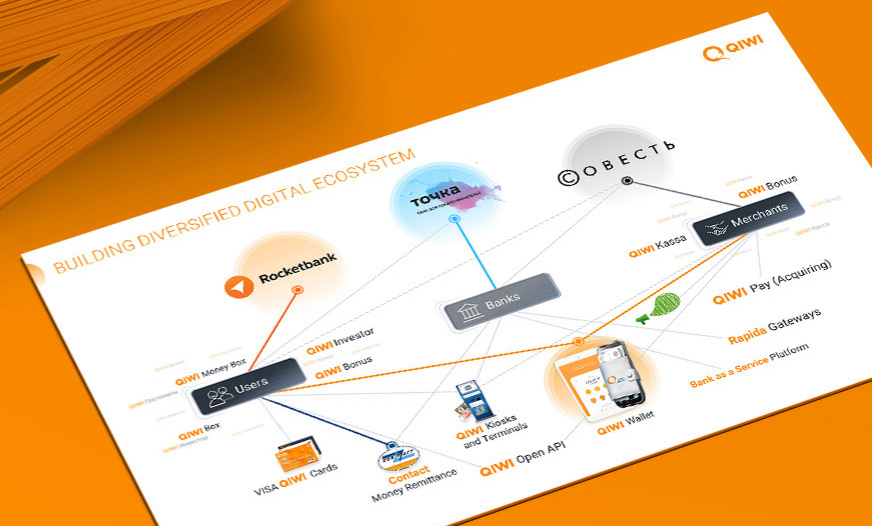 QIWI
BUILDING DIVERSIFIED DIGITAL ECOSYSTEM
точка
©ОВЕСТЬ
Rocketbank
QIWI Bonus
Merchants
QIWI Kassa
Banks
QIWI Pay (Acquiring)
QIWI Investor
QIWI Money Box
QIWI Bonus
Users
Rapida Gateways
Bank as a Service Platform
QIWI Box
QIWI Kiosks
and Terminals
QIWI Wallet
VISA QIWI Cards
Contact
Money Remittance
QIWI Open API